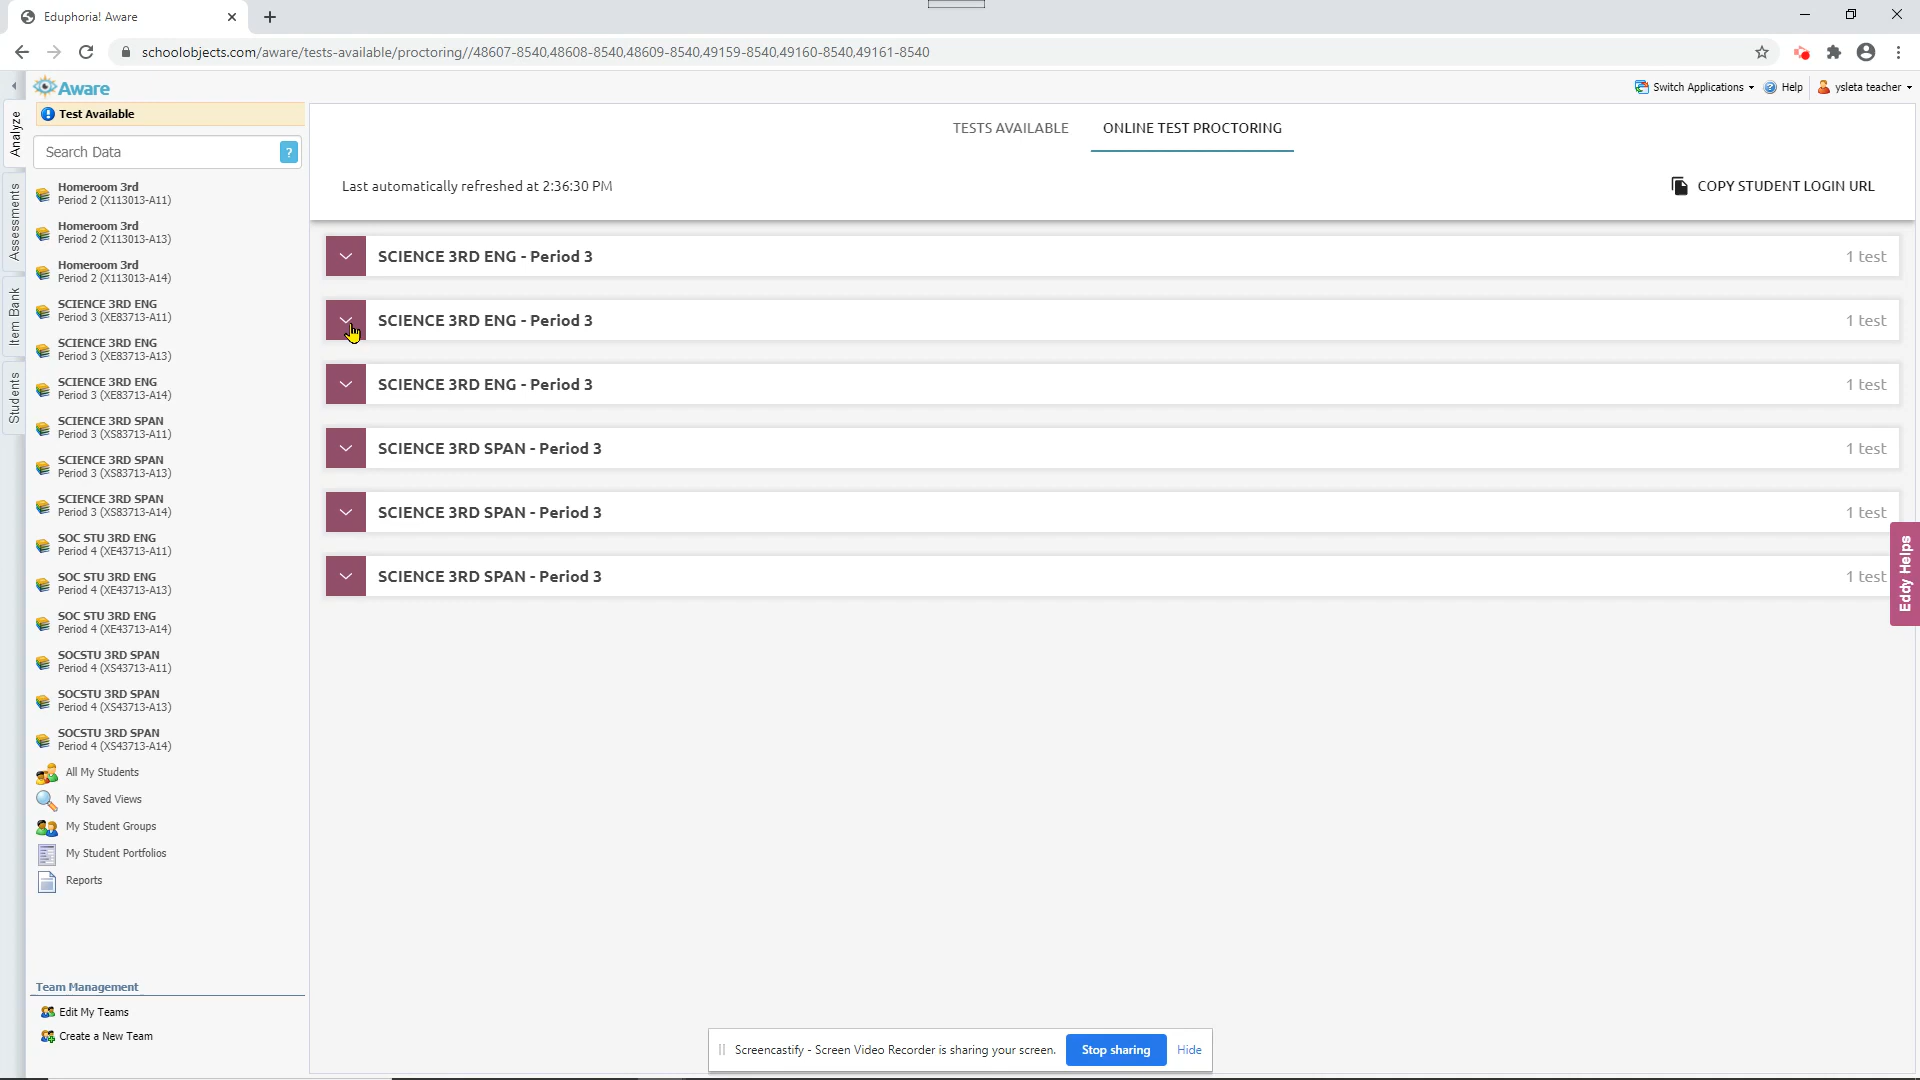 Eduphoria! Aware
schoolobjects.com/aware/tests-available/proctoring//48607-8540,48608-8540,48609-8540,49159-8540,49160-8540,49161-8540
Aware
Switch Applications
Help
ysleta teacher
Analyze
Assessments
Item Bank
Students
Test Available
Search Data
?
Homeroom 3rd
Period 2 (X113013-A11)
Homeroom 3rd
Period 2 (X113013-A13)
Homeroom 3rd
Period 2 (X113013-A14)
SCIENCE 3RD ENG
Period 3 (XE83713-A11)
SCIENCE 3RD ENG
Period 3 (XE83713-A13)
SCIENCE 3RD ENG
Period 3 (XE83713-A14)
SCIENCE 3RD SPAN
Period 3 (XS83713-A11)
SCIENCE 3RD SPAN
Period 3 (XS83713-A13)
SCIENCE 3RD SPAN
Period 3 (XS83713-A14)
SOC STU 3RD ENG
Period 4 (XE43713-A11)
SOC STU 3RD ENG
Period 4 (XE43713-A13)
SOC STU 3RD ENG
Period 4 (XE43713-A14)
SOCSTU 3RD SPAN
Period 4 (XS43713-A11)
SOCSTU 3RD SPAN
Period 4 (XS43713-A13)
SOCSTU 3RD SPAN
Period 4 (XS43713-A14)
All My Students
My Saved Views
My Student Groups
My Student Portfolios
Reports
Team Management
Edit My Teams
Create a New Team
TESTS AVAILABLE
ONLINE TEST PROCTORING
Last automatically refreshed at 2:36:30 PM
COPY STUDENT LOGIN URL
SCIENCE 3RD ENG - Period 3 1 test
SCIENCE 3RD ENG - Period 3 1 test
SCIENCE 3RD ENG - Period 3 1 test
SCIENCE 3RD SPAN - Period 3 1 test
SCIENCE 3RD SPAN - Period 3 1 test
SCIENCE 3RD SPAN - Period 3 1 test
Eddy Helps
Screencastify - Screen Video Recorder is sharing your screen.
Stop sharing
Hide